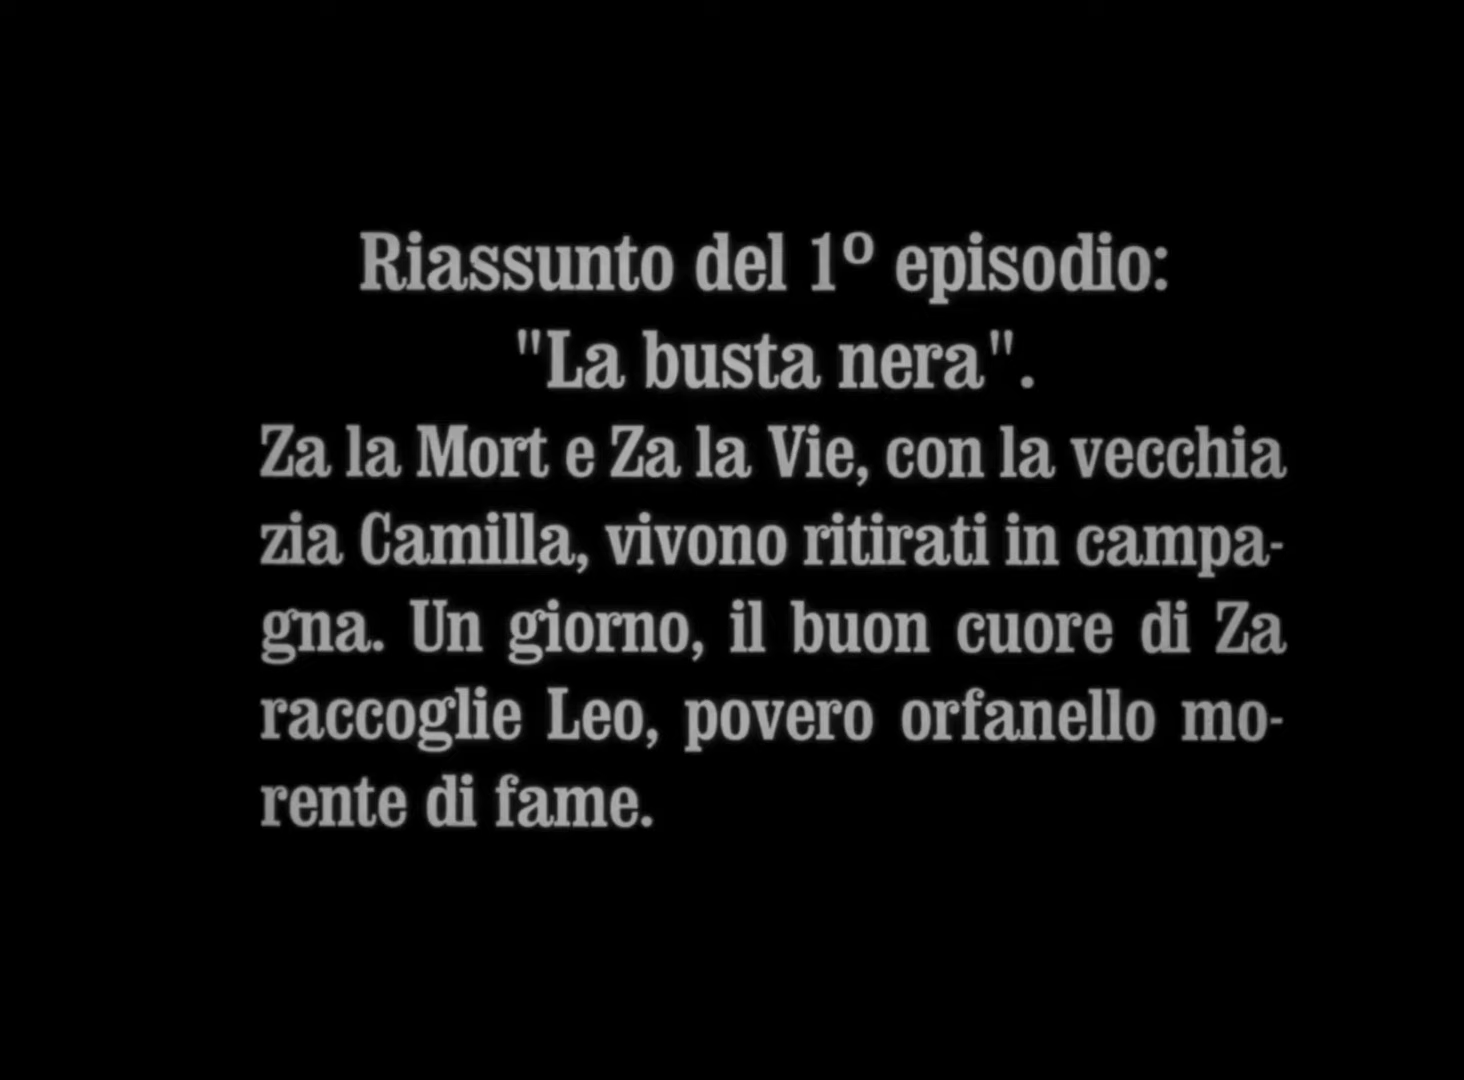 Riassunto del 1º episodio:
"La busta nera".
Za la Mort e Za la Vie, con la vecchia
zia Camilla, vivono ritirati in campa-
gna. Un giorno, il buon cuore di Za
raccoglie Leo, povero orfanello mo-
rente di fame.